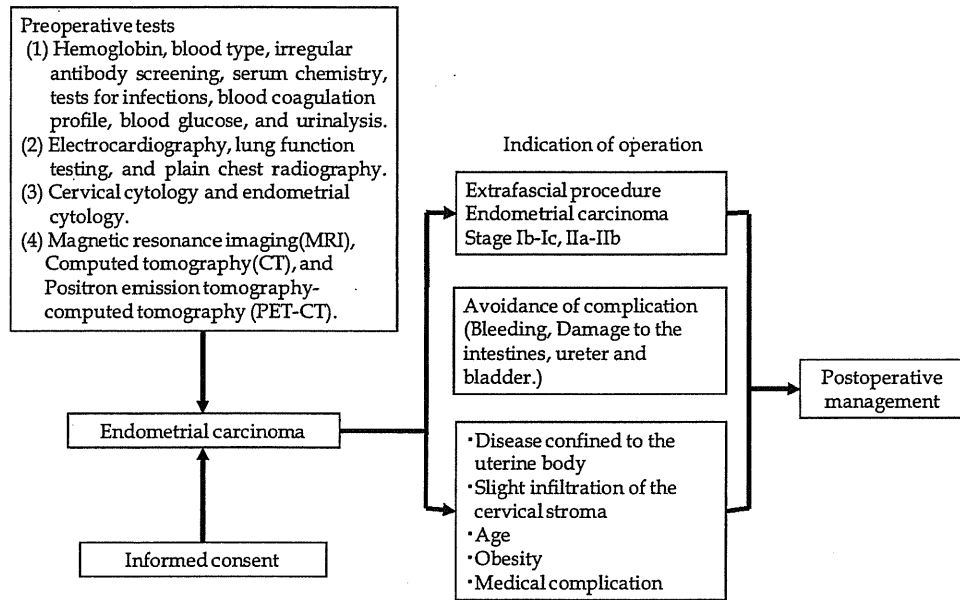 Preoperative tests
(1) Hemoglobin, blood type, irregular
antibody screening, serum chemistry,
tests for infections, blood coagulation
profile, blood glucose, and urinalysis.
(2) Electrocardiography, lung function
testing, and plain chest radiography.
(3) Cervical cytology and endometrial
cytology.
(4) Magnetic resonance imaging(MRI),
Computed tomography(CT), and
Positron emission tomography-
computed tomography (PET-CT).
Endometrial carcinoma
Informed consent
Indication of operation
Extrafascial procedure
Endometrial carcinoma
Stage Ib-Ic, IIa-IIb
Avoidance of complication
(Bleeding, Damage to the
intestines, ureter and
bladder.)
・Disease confined to the
uterine body
・Slight infiltration of the
cervical stroma
・Age
・Obesity
・Medical complication
Postoperative
management